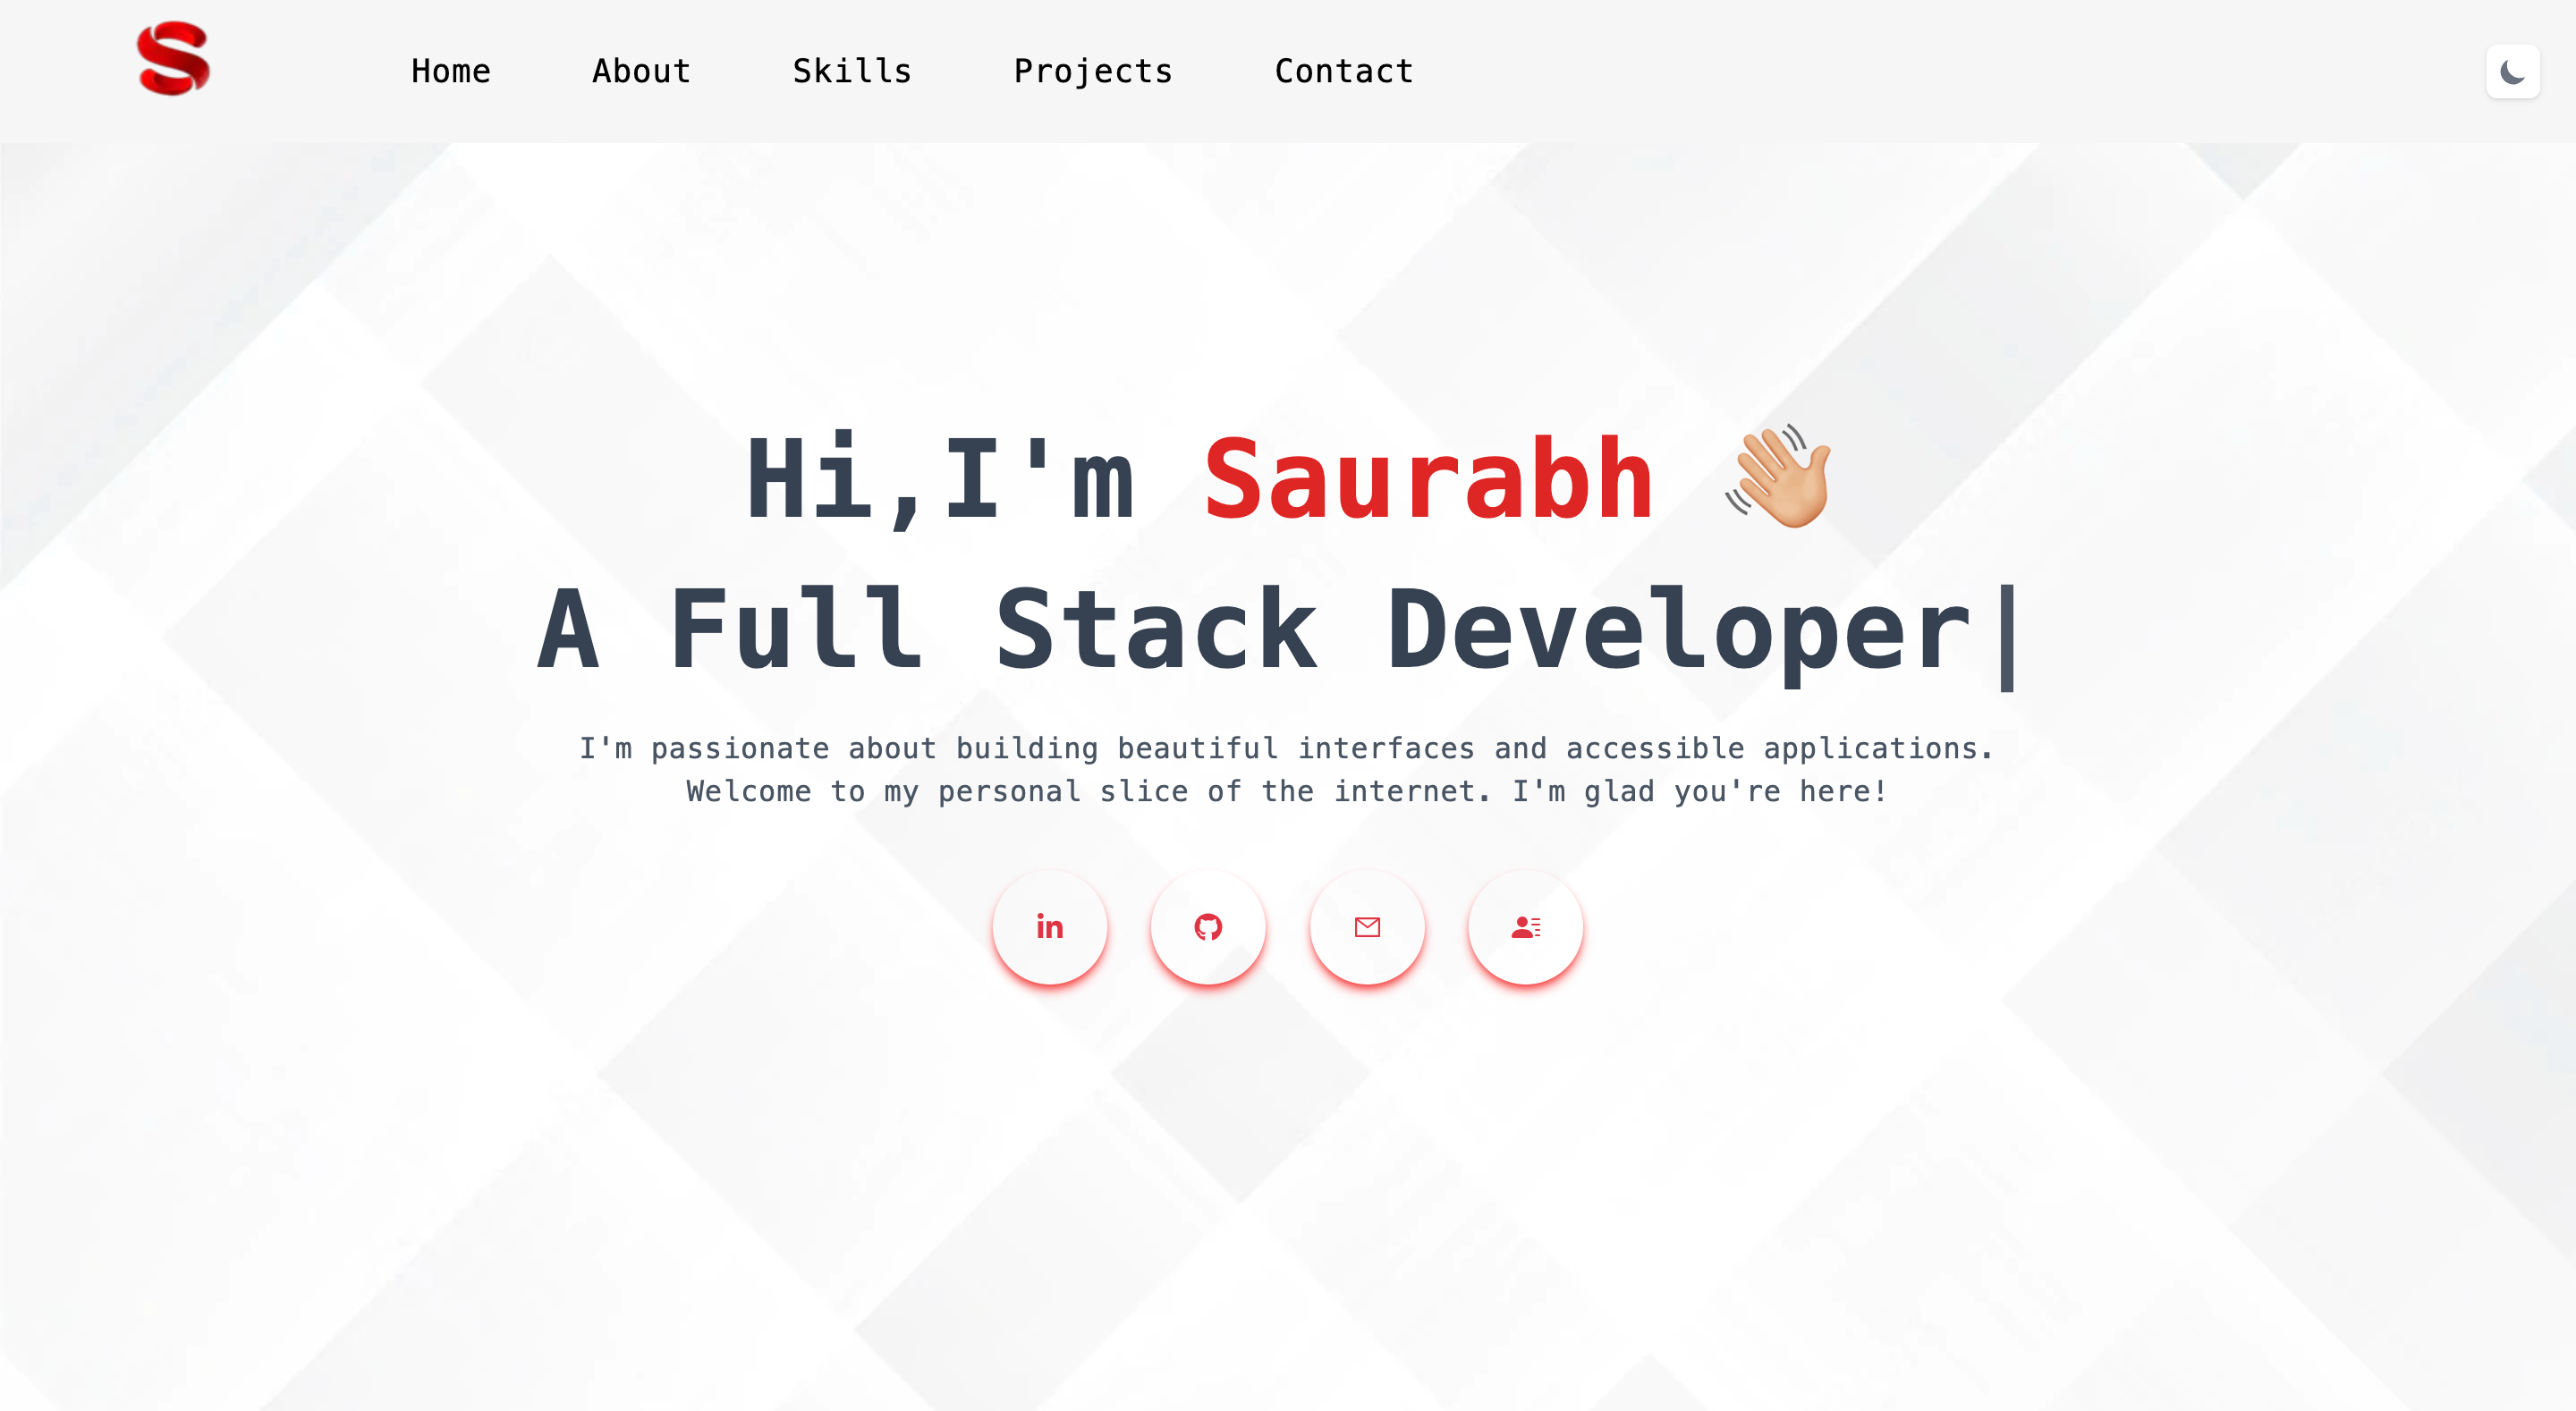 S
Home About Skills Projects Contact
Hi,I'm Saurabh 👋🏼
A Full Stack Developer|
I'm passionate about building beautiful interfaces and accessible applications.
Welcome to my personal slice of the internet. I'm glad you're here!
in